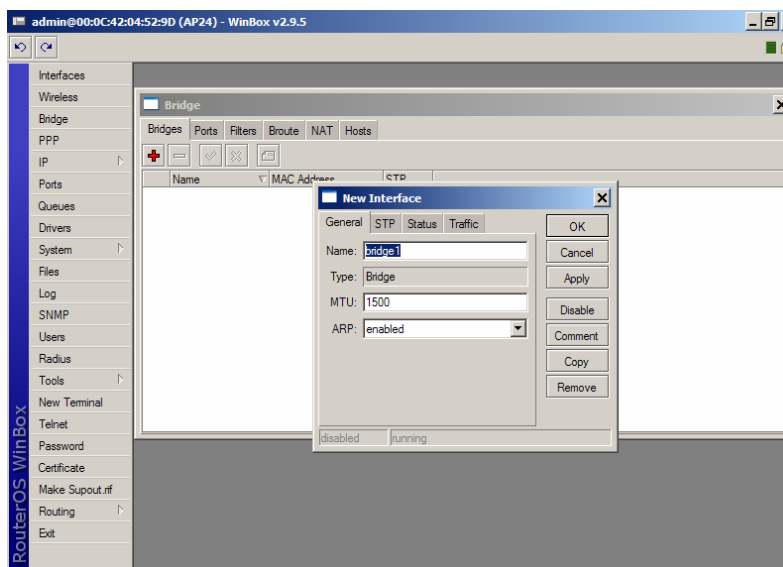 admin@00:0C:42:04:52:9D (AP24) - WinBox v2.9.5
Interfaces
Wireless
Bridge
PPP
IP
Ports
Queues
Drivers
System
Files
Log
SNMP
Users
Radius
Tools
New Terminal
Telnet
Password
Certificate
Make Supout.rif
Routing
Exit
RouterOS WinBox
Bridge
Bridges Ports Filters Broute NAT Hosts
Name MAC Address STP
New Interface
General STP Status Traffic
Name: bridge1
Type: Bridge
MTU: 1500
ARP: enabled
OK
Cancel
Apply
Disable
Comment
Copy
Remove
disabled running